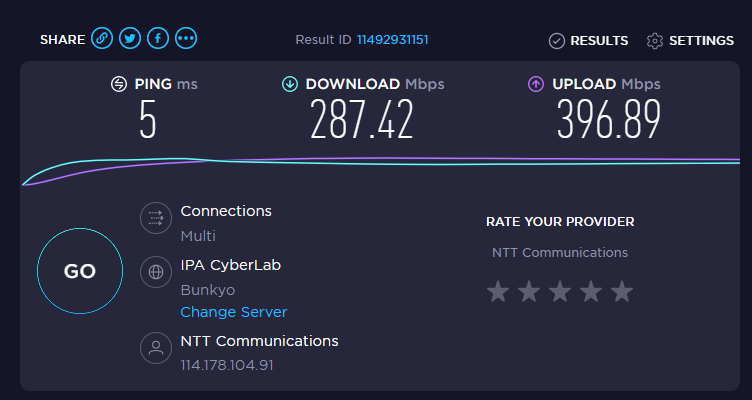 SHARE
Result ID 11492931151
RESULTS
SETTINGS
PING ms
DOWNLOAD Mbps
UPLOAD Mbps
5
287.42
396.89
GO
Connections
Multi
IPA CyberLab
Bunkyo
Change Server
NTT Communications
114.178.104.91
RATE YOUR PROVIDER
NTT Communications